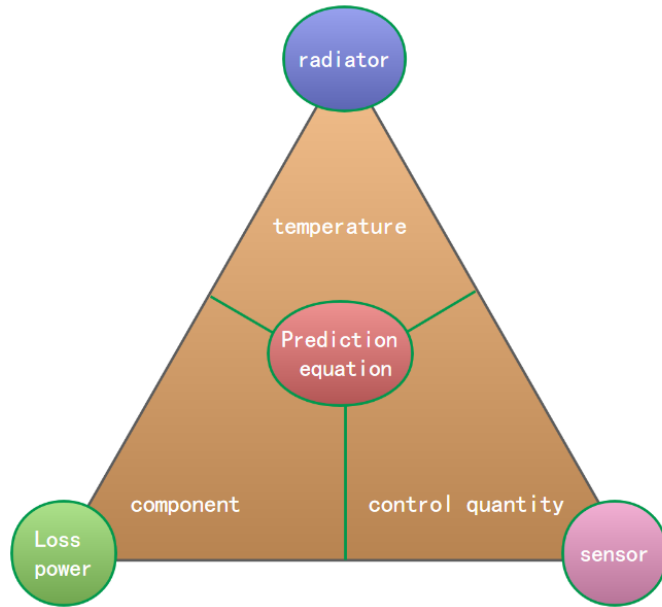 radiator
temperature
Prediction
equation
component
control quantity
Loss
power
sensor